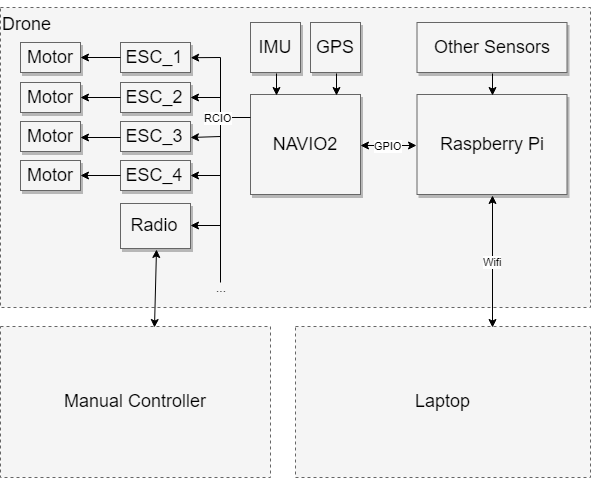 Drone
Motor
ESC_1
IMU
GPS
Other Sensors
Motor
ESC_2
RCIO
Motor
ESC_3
NAVIO2
GPIO
Raspberry Pi
Motor
ESC_4
Radio
Wifi
...
Manual Controller
Laptop